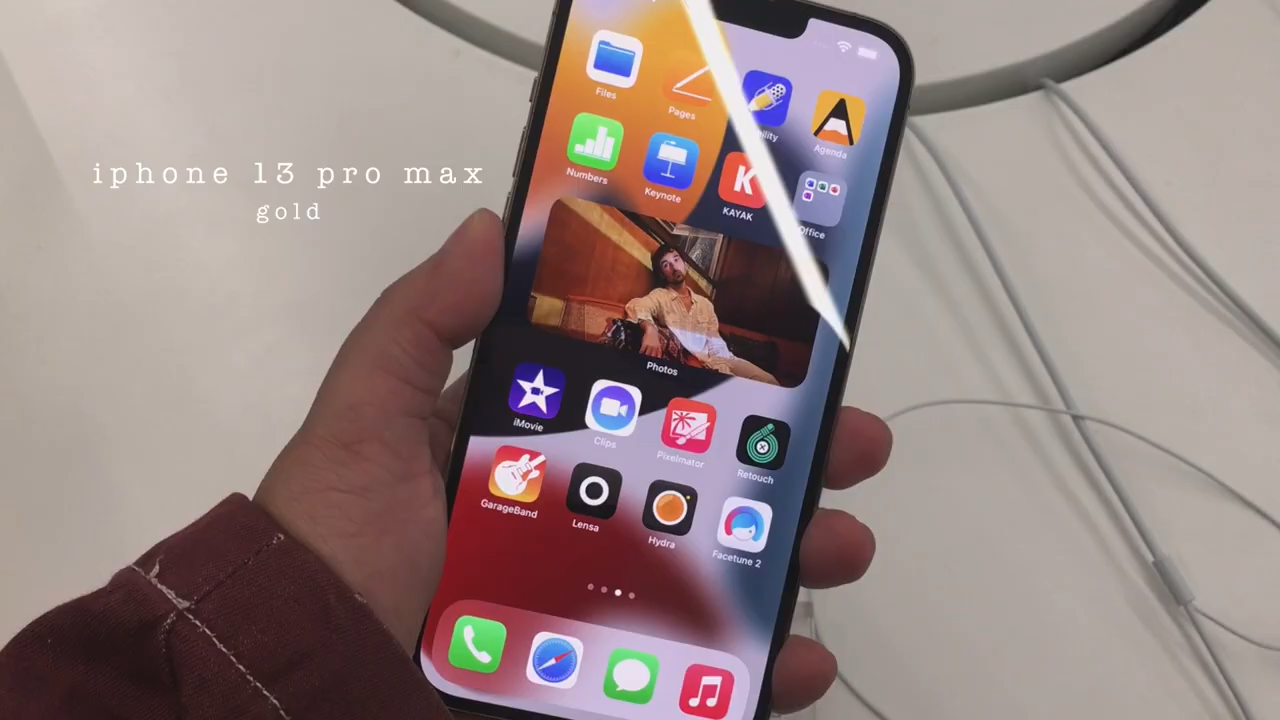 iphone 13 pro max
gold
Files
Pages
ility
Agenda
Numbers
Keynote
K
KAYAK
Office
Photos
iMovie
Clips
Pixelmator
Retouch
GarageBand
Lensa
Hydra
Facetune 2